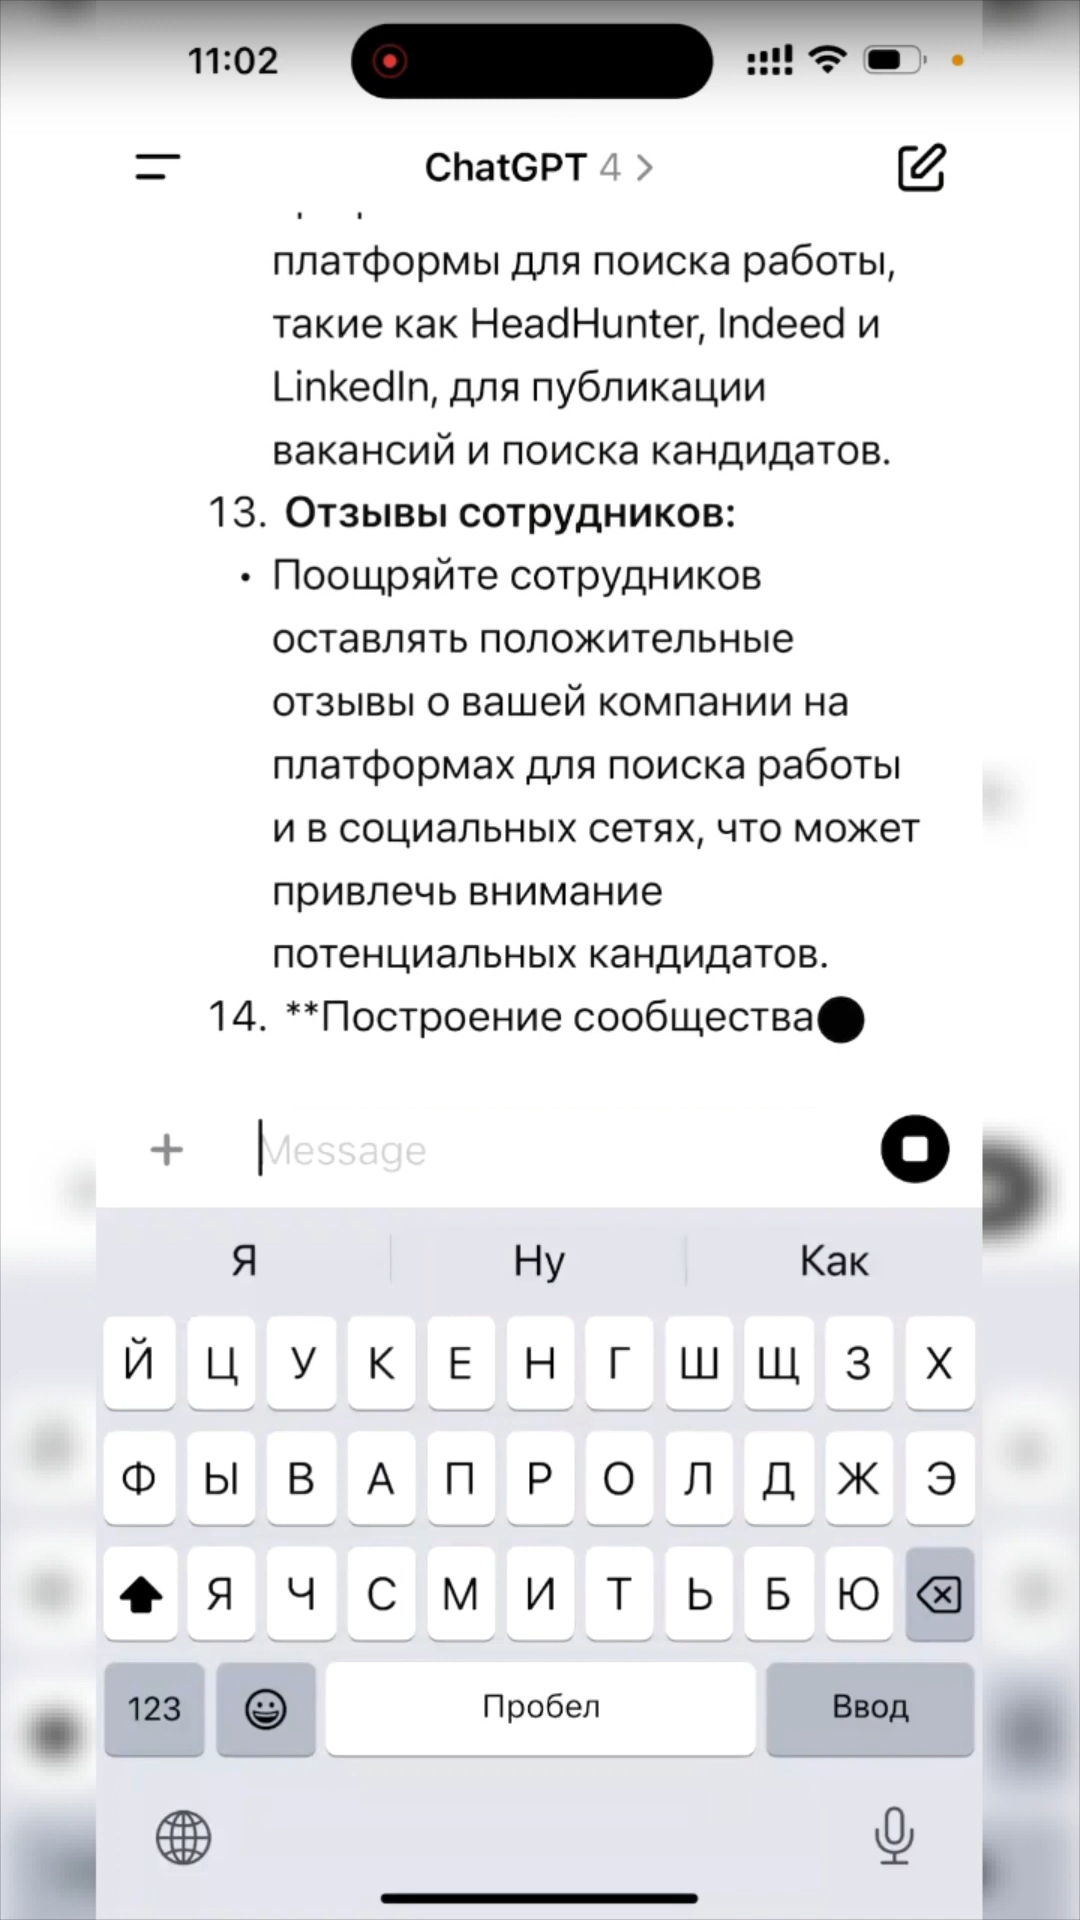 11:02
ChatGPT 4 >
платформы для поиска работы,
такие как HeadHunter, Indeed и
LinkedIn, для публикации
вакансий и поиска кандидатов.
13. Отзывы сотрудников:
• Поощряйте сотрудников
оставлять положительные
отзывы о вашей компании на
платформах для поиска работы
и в социальных сетях, что может
привлечь внимание
потенциальных кандидатов.
14. **Построение сообщества
Message
Я Ну Как
Й Ц У К Е Н Г Ш Щ З Х
Ф Ы В А П Р О Л Д Ж Э
Я Ч С М И Т Ь Б Ю
123 Пробел Ввод